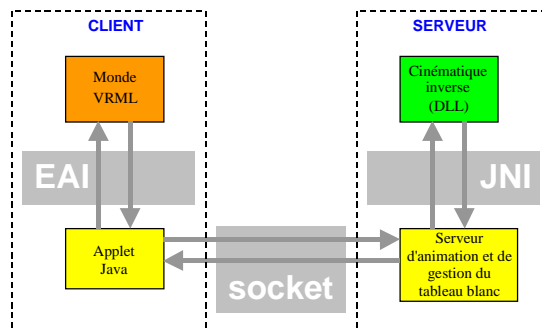 CLIENT
SERVEUR
Monde
VRML
Cinématique
inverse
(DLL)
EAI
JNI
Applet
Java
Serveur
d'animation et de
gestion du
tableau blanc
socket